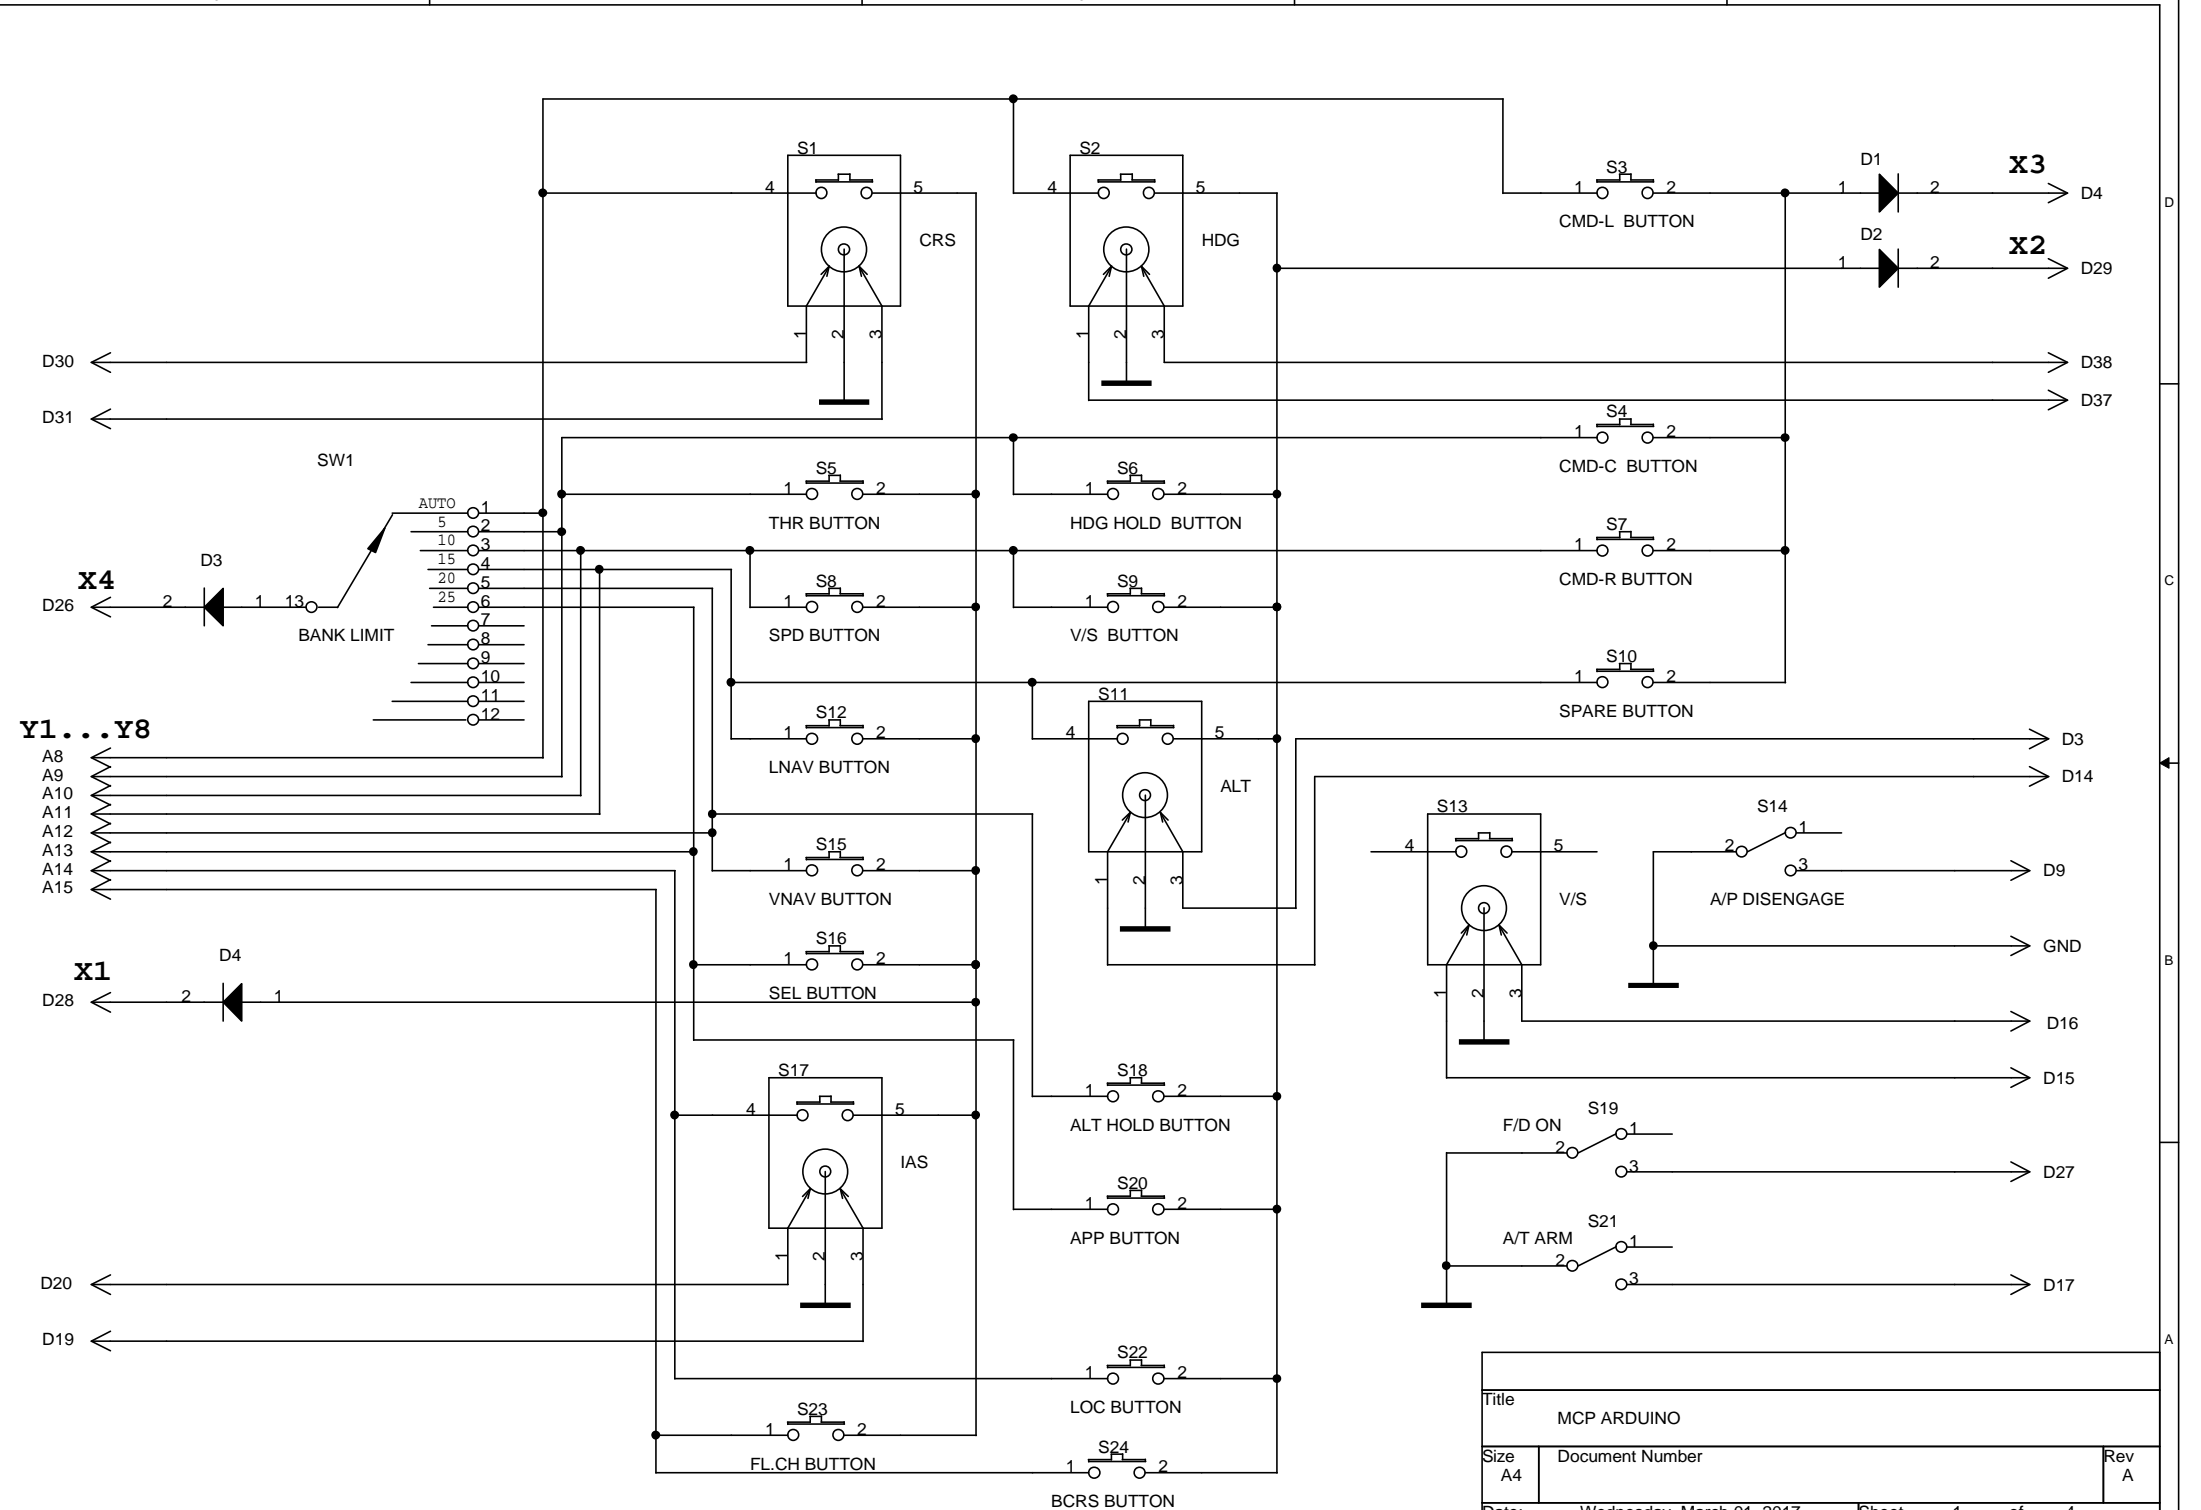 S1
4 5
CRS
1 2 3
S2
4 5
HDG
1 2 3
S3
1 2
CMD-L BUTTON
D1
1 2
X3
D4
D2
1 2
X2
D29
D
D30
D31
D38
D37
S4
1 2
CMD-C BUTTON
SW1
S5
1 2
THR BUTTON
S6
1 2
HDG HOLD BUTTON
AUTO 1
5 2
10 3
15 4
20 5
25 6
7
8
9
10
11
12
S7
1 2
CMD-R BUTTON
D3
X4
D26
2 1 13
BANK LIMIT
S8
1 2
SPD BUTTON
S9
1 2
V/S BUTTON
C
S10
1 2
SPARE BUTTON
Y1...Y8
A8
A9
A10
A11
A12
A13
A14
A15
S12
1 2
LNAV BUTTON
S11
4 5
ALT
1 2 3
D3
D14
S13
4 5
V/S
1 2 3
S14
1
2
3
A/P DISENGAGE
D9
GND
B
S15
1 2
VNAV BUTTON
S16
1 2
SEL BUTTON
D4
X1
D28
2 1
D16
D15
S17
4 5
IAS
1 2 3
S18
1 2
ALT HOLD BUTTON
S19
F/D ON
1
2
3
D27
S20
1 2
APP BUTTON
S21
A/T ARM
1
2
3
D17
D20
D19
A
S22
1 2
LOC BUTTON
S23
1 2
FL.CH BUTTON
S24
1 2
BCRS BUTTON
Title
MCP ARDUINO
Size
A4
Document Number
Rev
A
Date: Wednesday, March 01, 2017 Sheet 1 of 4